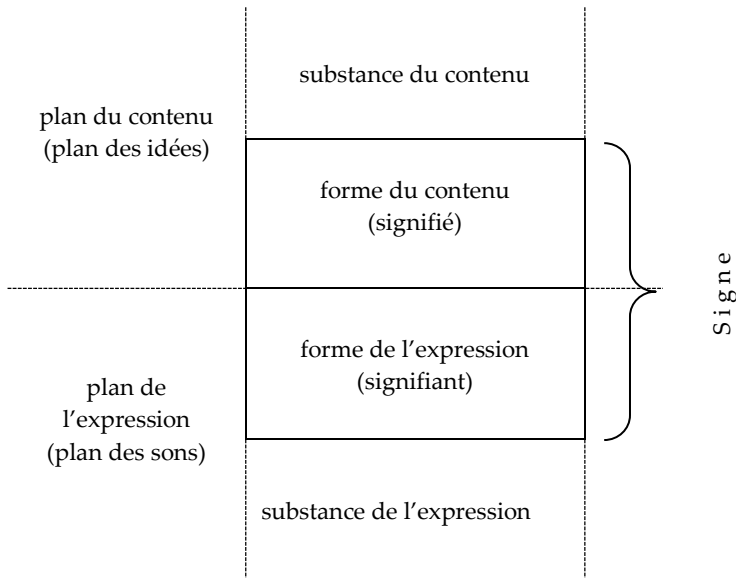 substance du contenu
plan du contenu
(plan des idées)
forme du contenu
(signifié)
Signe
forme de l’expression
(signifiant)
plan de
l’expression
(plan des sons)
substance de l’expression